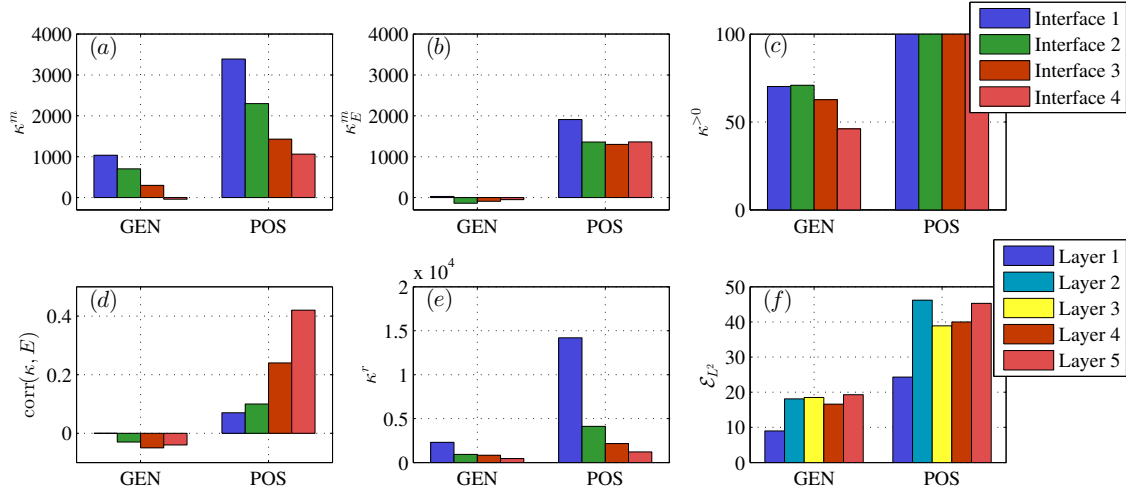 (a)
κ^m
4000
3000
2000
1000
0
GEN
POS
(b)
κ_E^m
4000
3000
2000
1000
0
GEN
POS
(c)
κ^{>0}
100
50
0
GEN
POS
Interface 1
Interface 2
Interface 3
Interface 4
(d)
corr(κ, E)
0.4
0.2
0
GEN
POS
x 10^4
(e)
κ^r
2
1.5
1
0.5
0
GEN
POS
(f)
ℰ_{L²}
50
40
30
20
10
0
GEN
POS
Layer 1
Layer 2
Layer 3
Layer 4
Layer 5